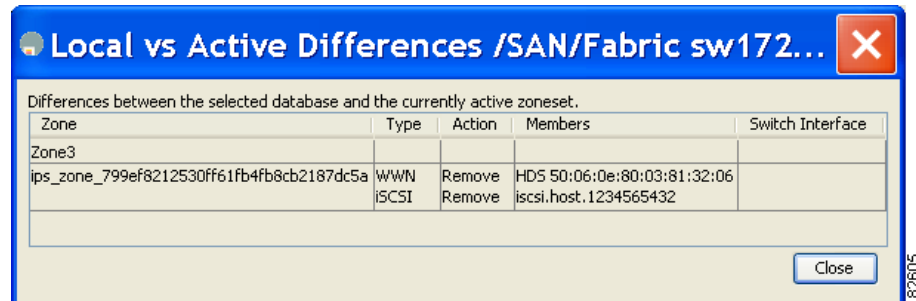 Local vs Active Differences /SAN/Fabric sw172...
Differences between the selected database and the currently active zoneset.
Zone Type Action Members Switch Interface
Zone3
ips_zone_799ef8212530ff61fb4fb8cb2187dc5a WWN Remove HDS 50:06:0e:80:03:81:32:06
iSCSI Remove iscsi.host.1234565432
Close
82605